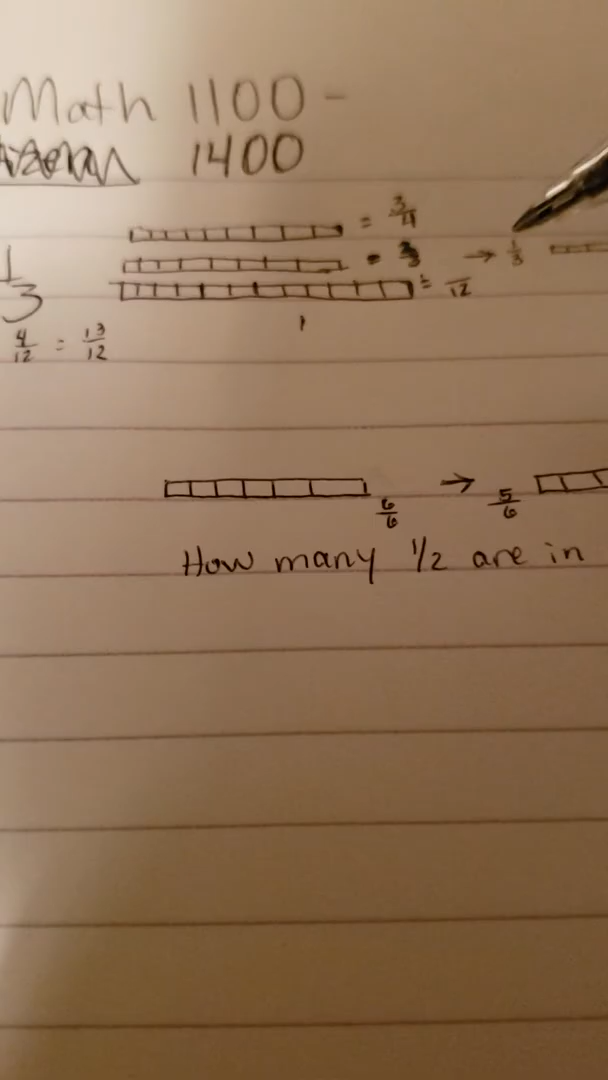 Math 1100 -
1400
= 3/4
1/3
→ 1/3
= /12
4/12 = 13/12
6/6 → 5/6
How many 1/2 are in